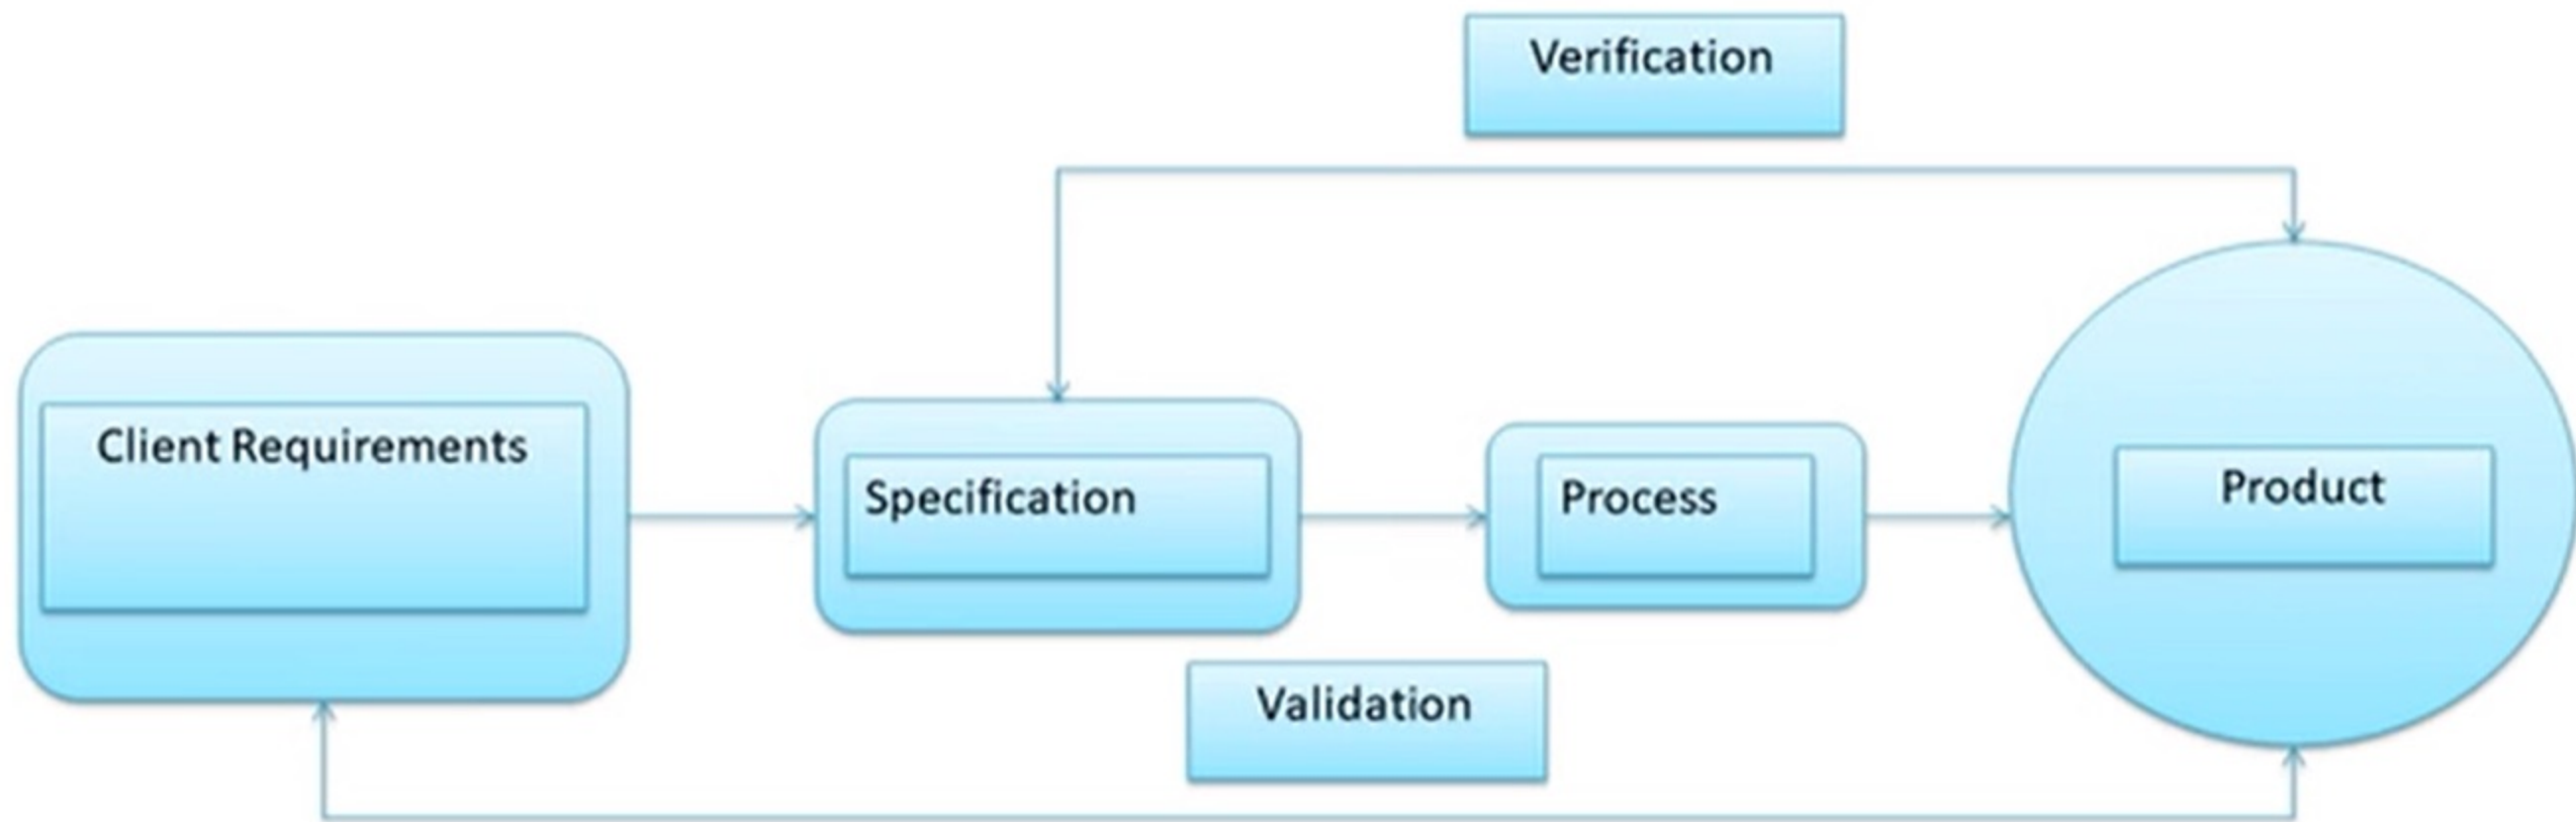 Verification
Client Requirements
Specification
Process
Product
Validation